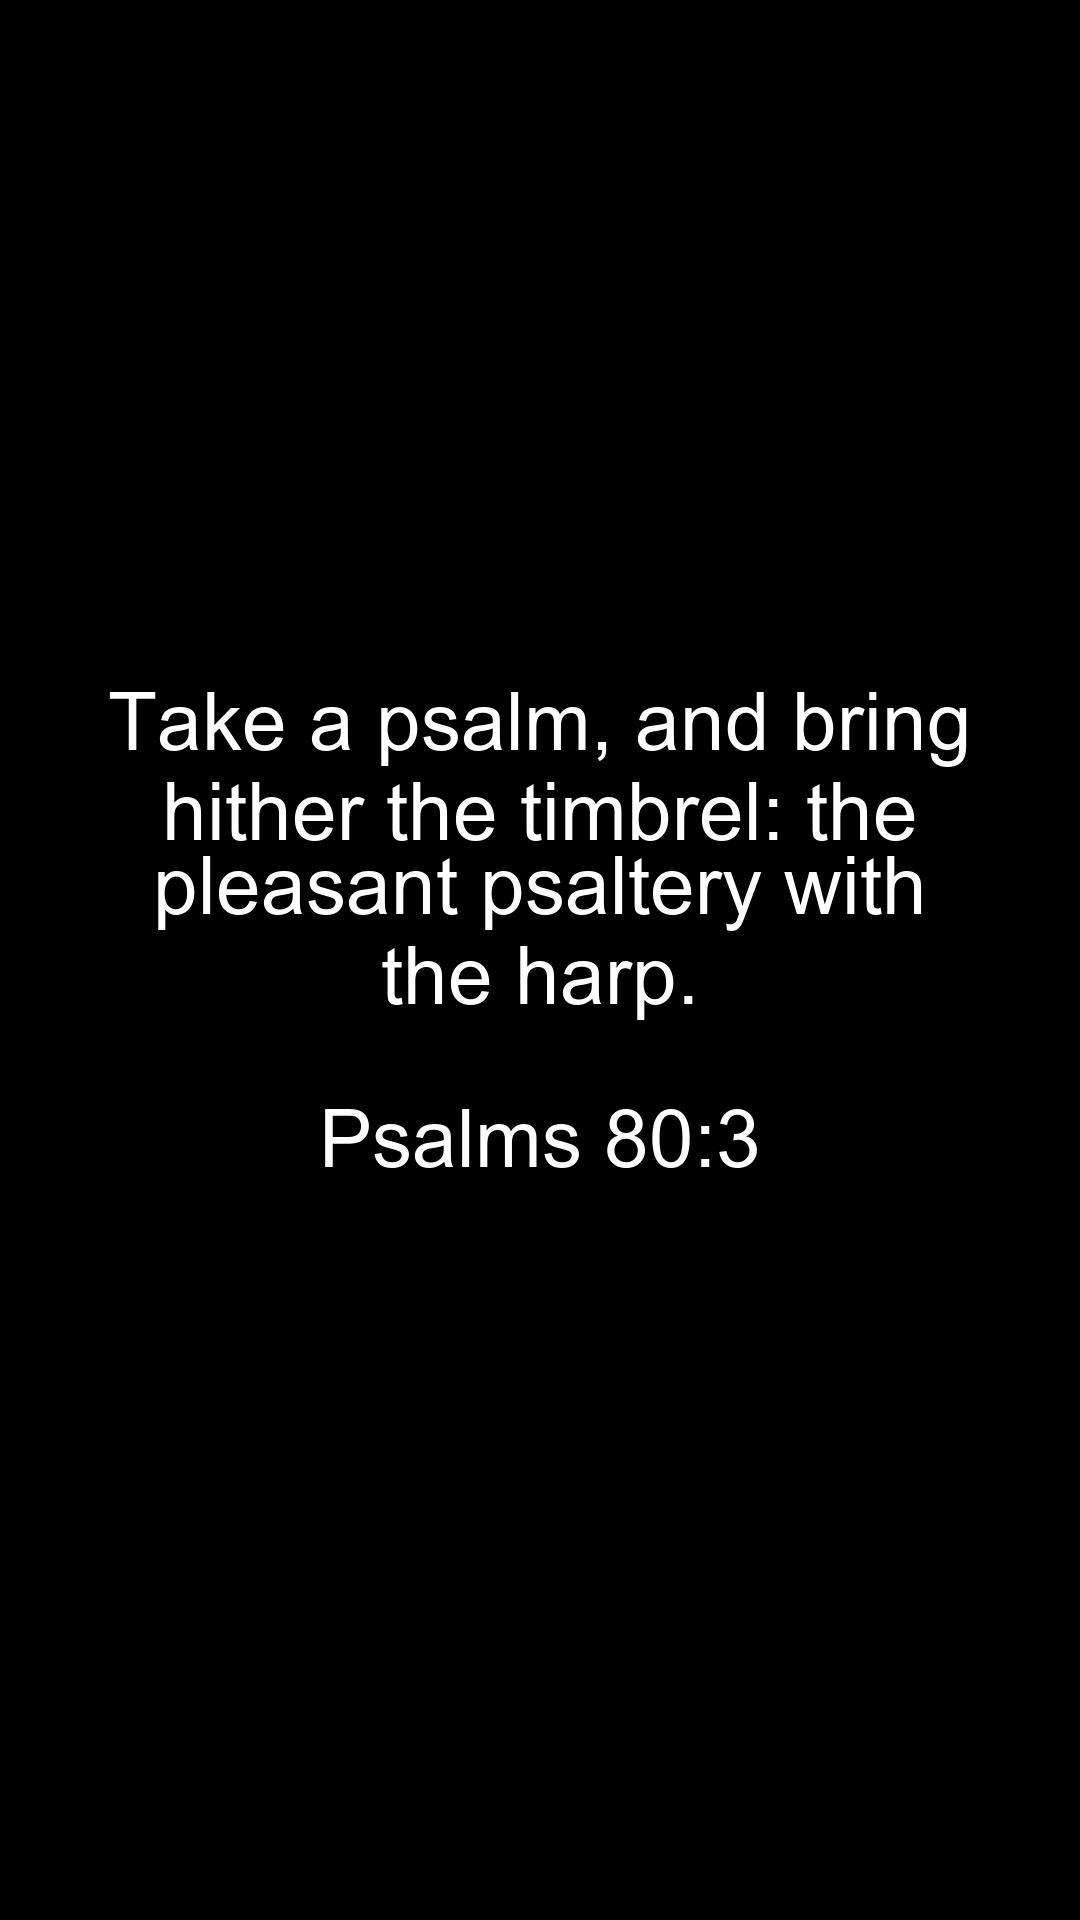 Take a psalm, and bring
hither the timbrel: the
pleasant psaltery with
the harp.
Psalms 80:3